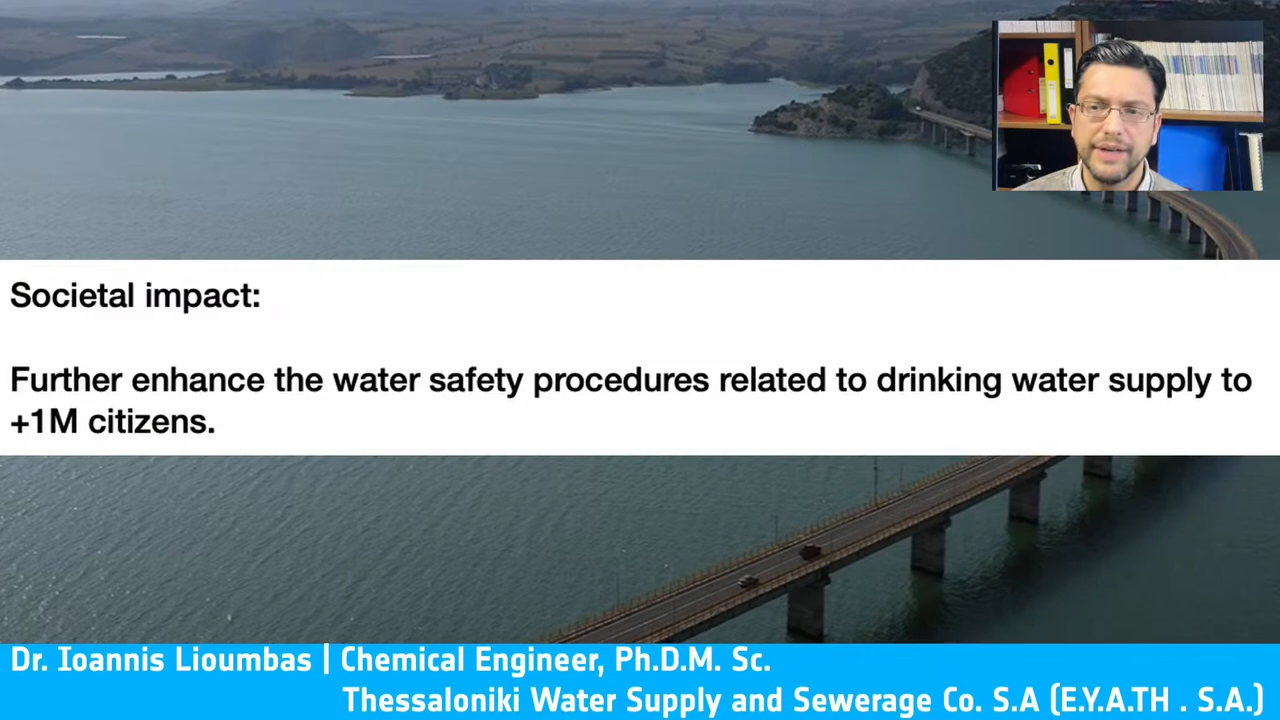 Societal impact:
Further enhance the water safety procedures related to drinking water supply to
+1M citizens.
Dr. Ioannis Lioumbas | Chemical Engineer, Ph.D.M. Sc.
Thessaloniki Water Supply and Sewerage Co. S.A (E.Y.A.TH . S.A.)